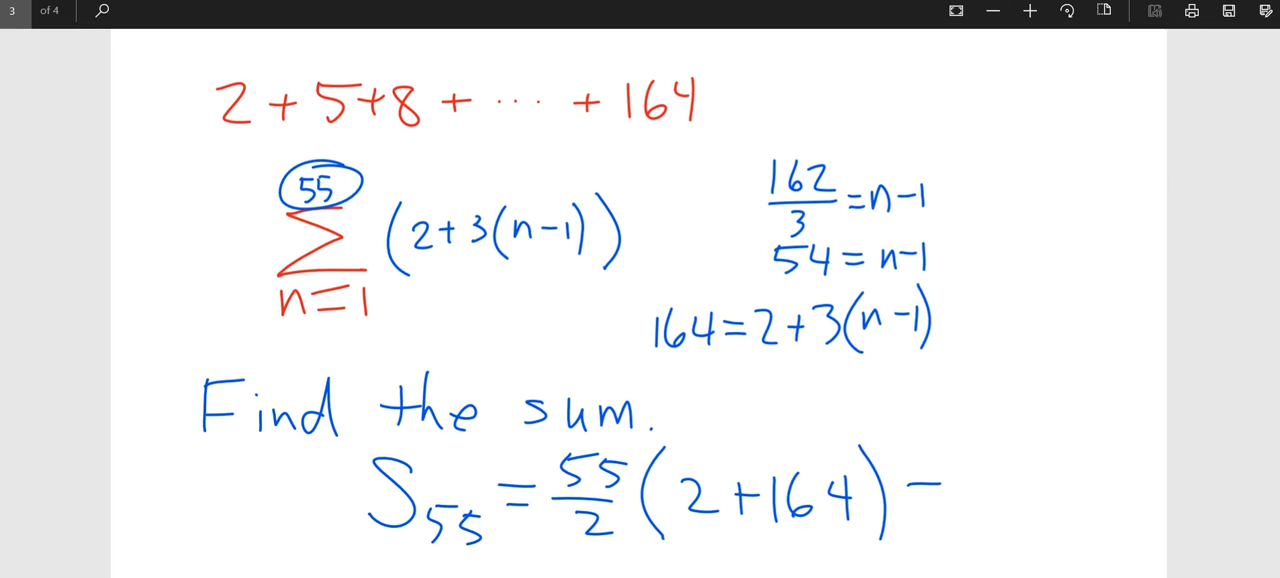 3 of 4
2 + 5 + 8 + ... + 164
55
∑ (2 + 3(n - 1))
n = 1
162/3 = n - 1
54 = n - 1
164 = 2 + 3(n - 1)
Find the sum.
S₅₅ = 55/2 (2 + 164) -